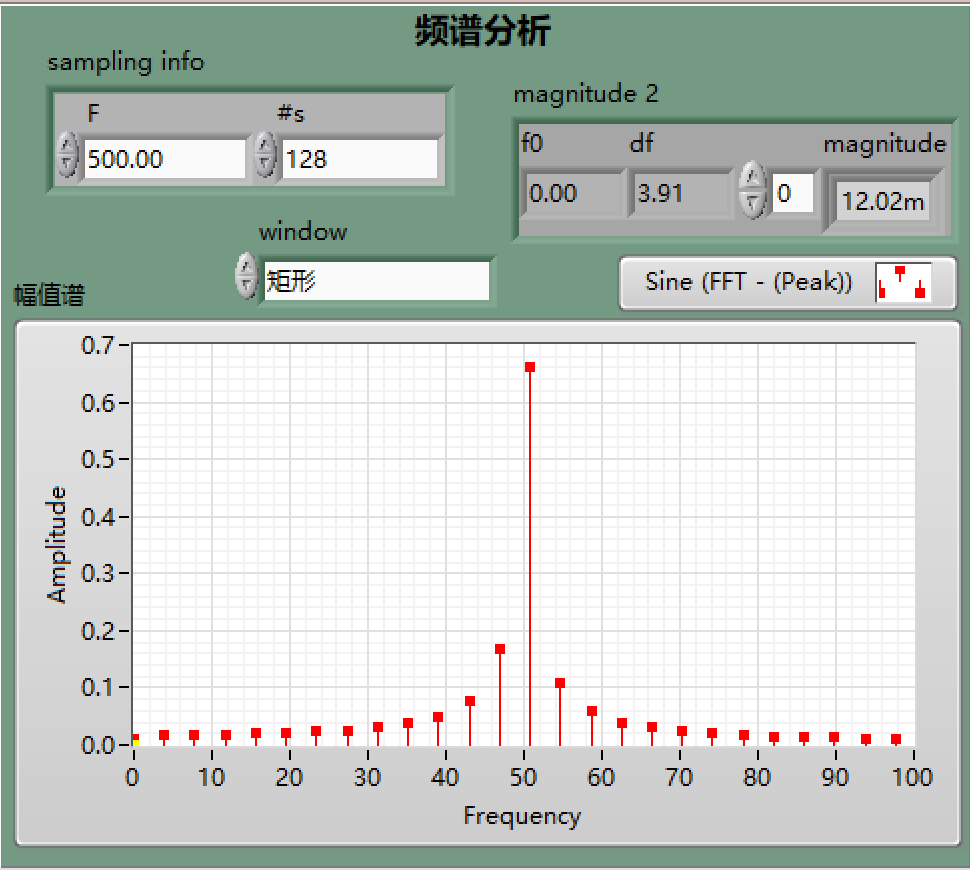 频谱分析
sampling info
F #s
500.00 128
magnitude 2
f0 df magnitude
0.00 3.91 0 12.02m
window
矩形
幅值谱
Sine (FFT - (Peak))
0.7
0.6
0.5
0.4
0.3
0.2
0.1
0.0
Amplitude
0 10 20 30 40 50 60 70 80 90 100
Frequency